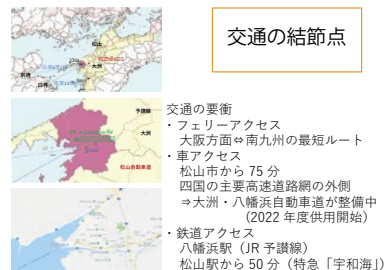 交通の結節点
松山
大洲
予讃線
大洲
松山自動車道
交通の要衝
・フェリーアクセス
大阪方面⇔南九州の最短ルート
・車アクセス
松山市から 75 分
四国の主要高速道路網の外側
⇒大洲・八幡浜自動車道が整備中
(2022 年度供用開始)
・鉄道アクセス
八幡浜駅（JR 予讃線）
松山駅から 50 分（特急「宇和海」）